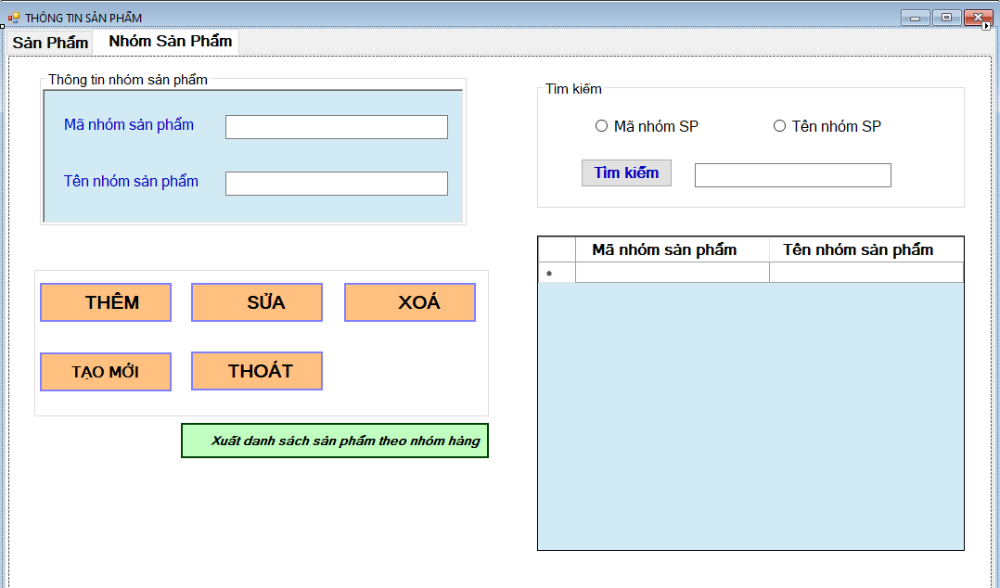 THÔNG TIN SẢN PHẨM
Sản Phẩm
Nhóm Sản Phẩm
Thông tin nhóm sản phẩm
Mã nhóm sản phẩm
Tên nhóm sản phẩm
Tìm kiếm
Mã nhóm SP
Tên nhóm SP
Tìm kiếm
Mã nhóm sản phẩm
Tên nhóm sản phẩm
THÊM
SỬA
XOÁ
TẠO MỚI
THOÁT
Xuất danh sách sản phẩm theo nhóm hàng